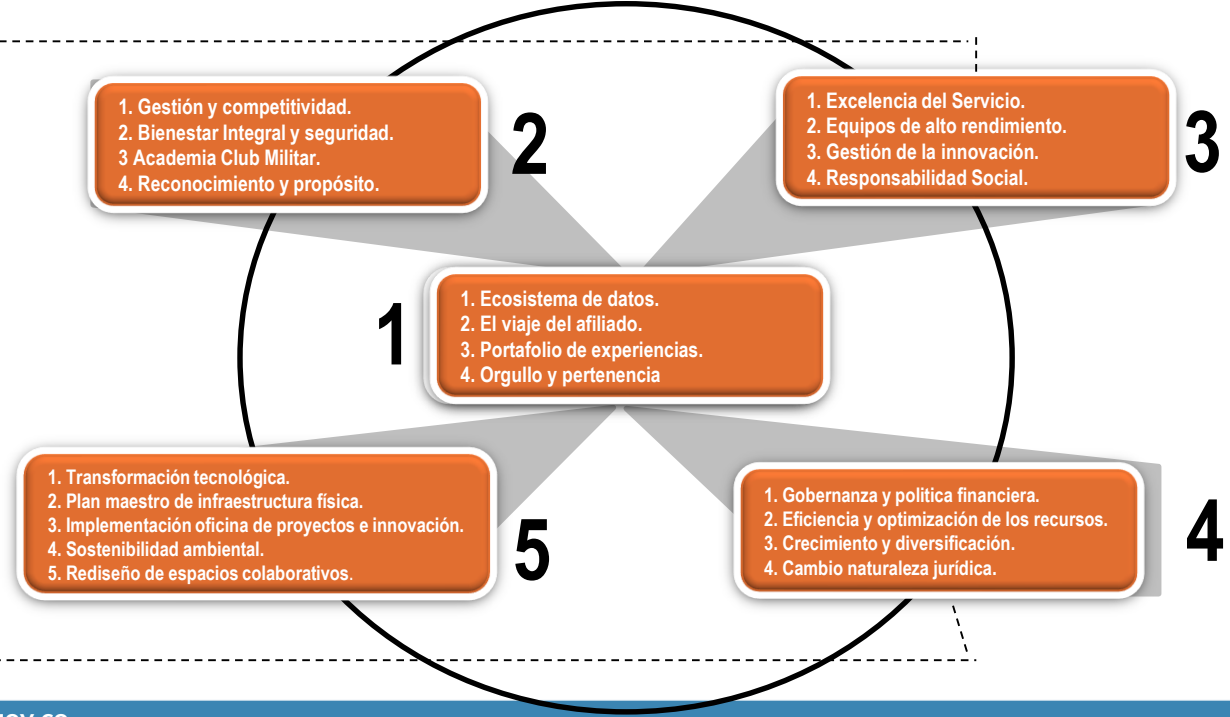 1. Gestión y competitividad.
2. Bienestar Integral y seguridad.
3 Academia Club Militar.
4. Reconocimiento y propósito.
2
1. Excelencia del Servicio.
2. Equipos de alto rendimiento.
3. Gestión de la innovación.
4. Responsabilidad Social.
3
1
1. Ecosistema de datos.
2. El viaje del afiliado.
3. Portafolio de experiencias.
4. Orgullo y pertenencia
1. Transformación tecnológica.
2. Plan maestro de infraestructura física.
3. Implementación oficina de proyectos e innovación.
4. Sostenibilidad ambiental.
5. Rediseño de espacios colaborativos.
5
1. Gobernanza y politica financiera.
2. Eficiencia y optimización de los recursos.
3. Crecimiento y diversificación.
4. Cambio naturaleza jurídica.
4